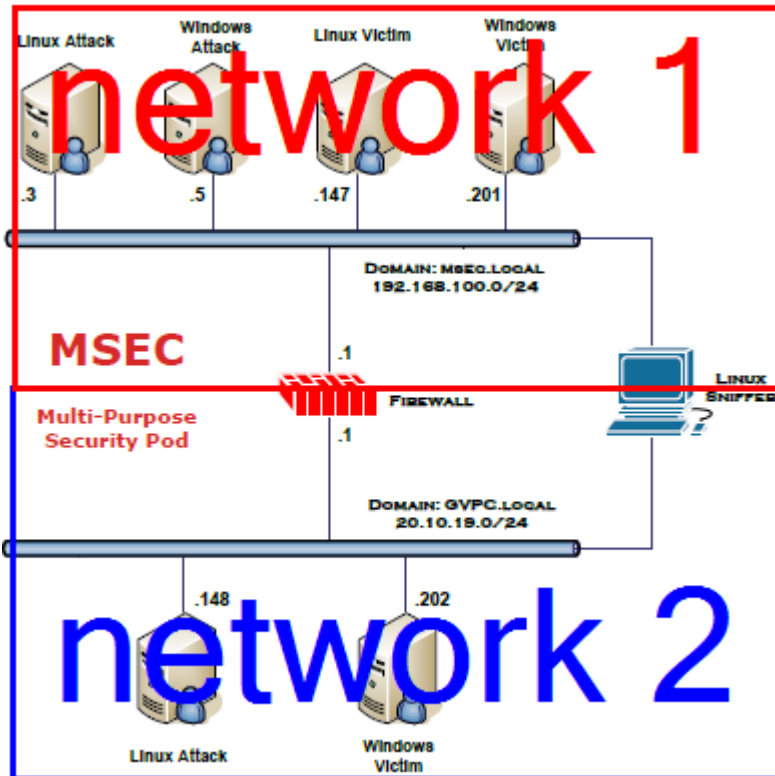 Linux Attack
Windows
Attack
Linux Victim
Windows
Victim
network 1
.3
.5
.147
.201
Domain: msec.local
192.168.100.0/24
MSEC
.1
Firewall
Linux
Sniffer
Multi-Purpose
Security Pod
.1
Domain: GVPC.local
20.10.19.0/24
.148
.202
network 2
Linux Attack
Windows
Victim